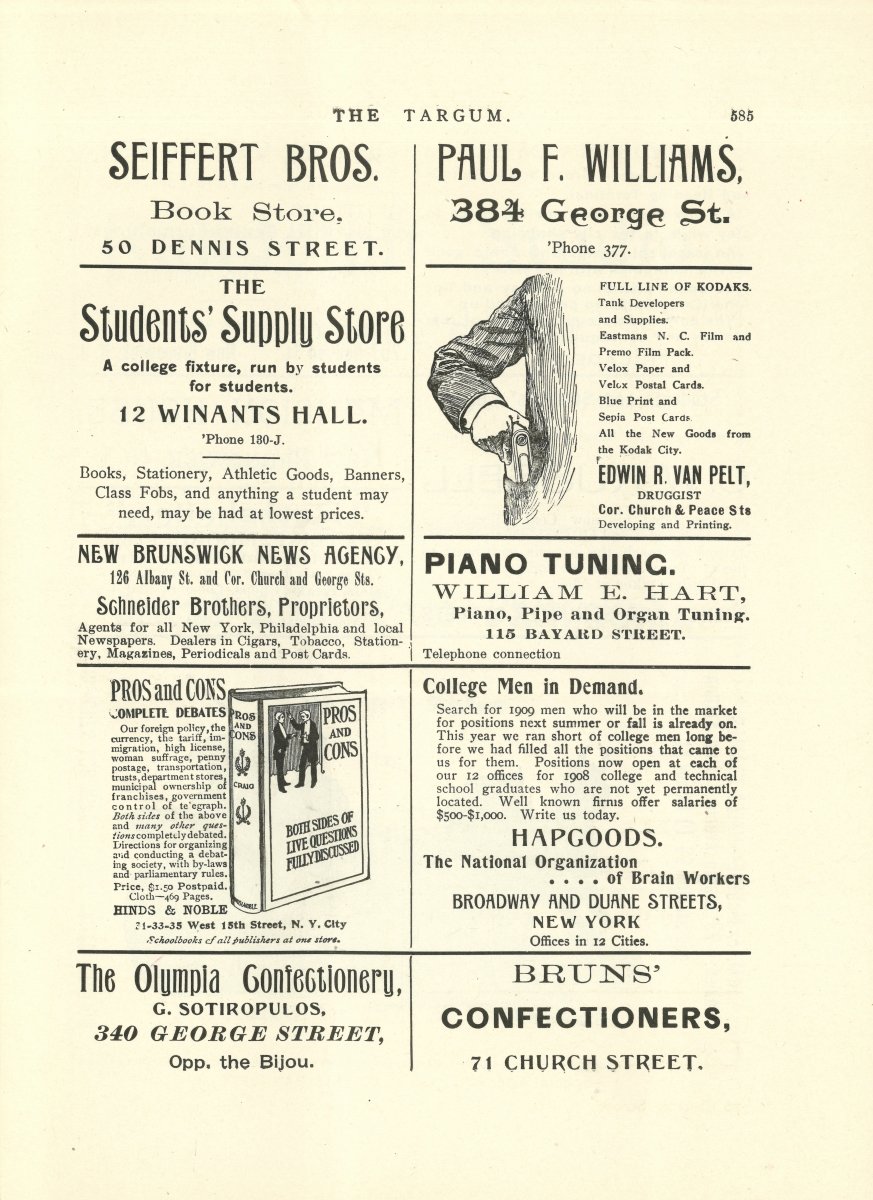 THE TARGUM.
585
SEIFFERT BROS.
Book Store,
50 DENNIS STREET.
PAUL F. WILLIAMS,
384 George St.
'Phone 377.
THE
Students' Supply Store
A college fixture, run by students
for students.
12 WINANTS HALL.
'Phone 180-J.
Books, Stationery, Athletic Goods, Banners,
Class Fobs, and anything a student may
need, may be had at lowest prices.
FULL LINE OF KODAKS.
Tank Developers
and Supplies.
Eastmans N. C. Film and
Premo Film Pack.
Velox Paper and
Velox Postal Cards.
Blue Print and
Sepia Post Cards.
All the New Goods from
the Kodak City.
EDWIN R. VAN PELT,
DRUGGIST
Cor. Church & Peace Sts
Developing and Printing.
NEW BRUNSWICK NEWS AGENCY,
126 Albany St. and Cor. Church and George Sts.
Schneider Brothers, Proprietors,
Agents for all New York, Philadelphia and local
Newspapers. Dealers in Cigars, Tobacco, Station-
ery, Magazines, Periodicals and Post Cards.
PIANO TUNING.
WILLIAM E. HART,
Piano, Pipe and Organ Tuning.
115 BAYARD STREET.
Telephone connection
PROS and CONS
COMPLETE DEBATES
Our foreign policy, the
currency, the tariff, im-
migration, high license,
woman suffrage, penny
postage, transportation,
trusts, department stores,
municipal ownership of
franchises, government
control of telegraph.
Both sides of the above
and many other ques-
tions completely debated.
Directions for organizing
and conducting a debat-
ing society, with by-laws
and parliamentary rules.
Price, $1.50 Postpaid.
Cloth—469 Pages.
HINDS & NOBLE
31-33-35 West 15th Street, N. Y. City
Schoolbooks of all publishers at one store.
PROS
AND
CONS
CRAIG
PROS
AND
CONS
BOTH SIDES OF
LIVE QUESTIONS
FULLY DISCUSSED
College Men in Demand.
Search for 1909 men who will be in the market
for positions next summer or fall is already on.
This year we ran short of college men long be-
fore we had filled all the positions that came to
us for them. Positions now open at each of
our 12 offices for 1908 college and technical
school graduates who are not yet permanently
located. Well known firms offer salaries of
$500-$1,000. Write us today.
HAPGOODS.
The National Organization
. . . . of Brain Workers
BROADWAY AND DUANE STREETS,
NEW YORK
Offices in 12 Cities.
The Olympia Confectionery,
G. SOTIROPULOS,
340 GEORGE STREET,
Opp. the Bijou.
BRUNS'
CONFECTIONERS,
71 CHURCH STREET.